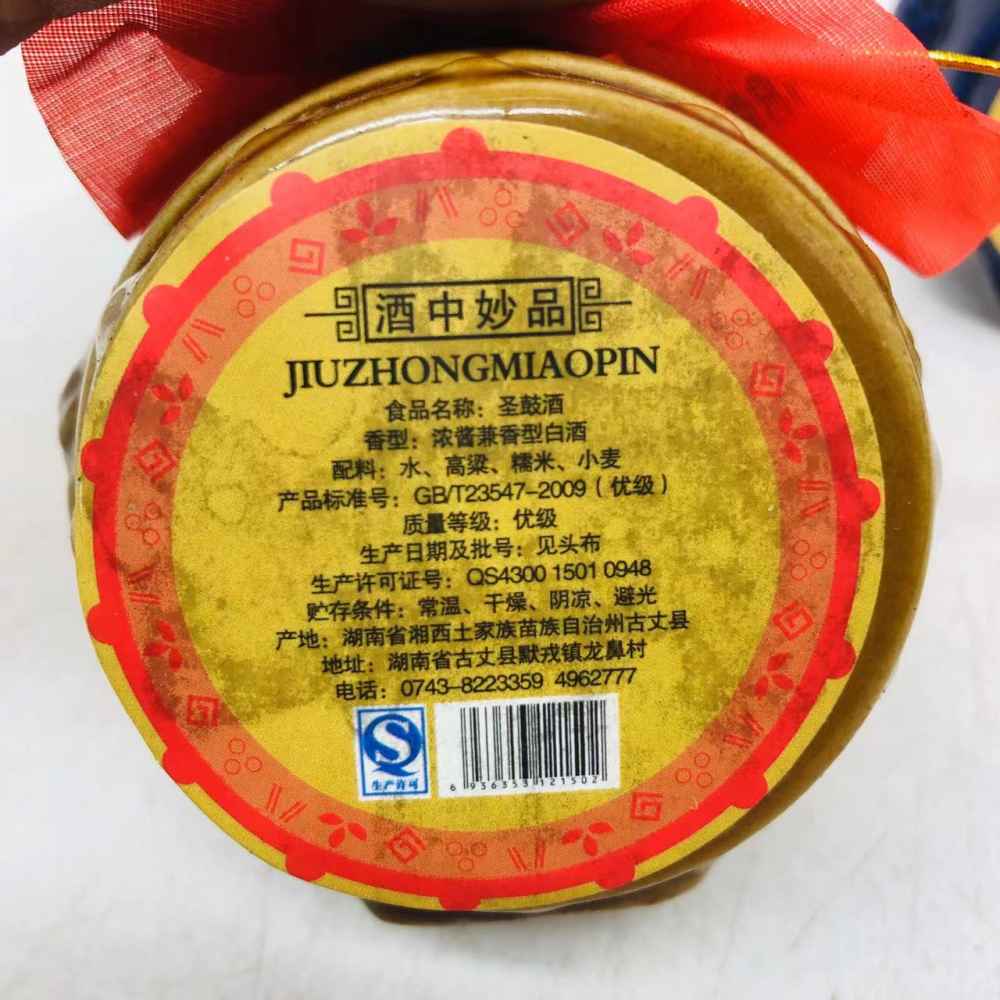 酒中妙品
JIUZHONGMIAOPIN
食品名称：圣鼓酒
香型：浓酱兼香型白酒
配料：水、高粱、糯米、小麦
产品标准号：GB/T23547-2009（优级）
质量等级：优级
生产日期及批号：见头布
生产许可证号：QS4300 1501 0948
贮存条件：常温、干燥、阴凉、避光
产地：湖南省湘西土家族苗族自治州古丈县
地址：湖南省古丈县默戎镇龙鼻村
电话：0743-8223359 4962777
生产许可
6 936353 121502